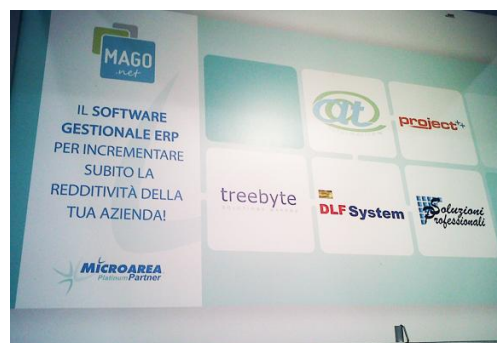 MAGO
.net
IL SOFTWARE
GESTIONALE ERP
PER INCREMENTARE
SUBITO LA
REDDITIVITÀ DELLA
TUA AZIENDA!
MICROAREA
Platinum Partner
at
project++
treebyte
DLF System
Soluzioni
Professionali